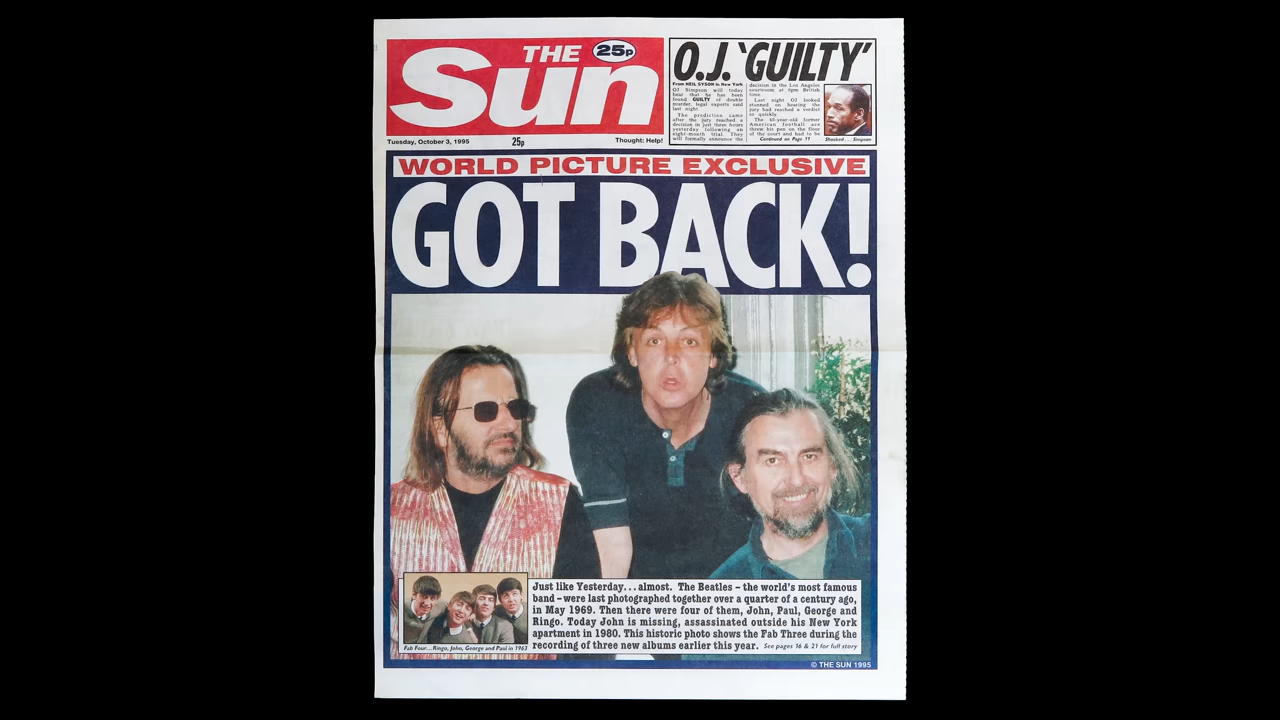 THE
25p
Sun
Tuesday, October 3, 1995
25p
Thought: Help!
O.J. 'GUILTY'
From NEIL SYSON in New York
OJ Simpson will today
hear that he has been
found GUILTY of double
murder, legal experts said
last night.
The prediction came
after the jury reached a
decision in just three hours
yesterday following an
eight-month trial. They
will formally announce the
decision in the Los Angeles
courtroom at 6pm British
time.
Last night OJ looked
stunned on hearing the
jury had reached a verdict
so quickly.
The 48-year-old former
American football ace
threw his pen on the floor
of the court and had to be
Continued on Page 11
Shocked... Simpson
WORLD PICTURE EXCLUSIVE
GOT BACK!
Fab Four...Ringo, John, George and Paul in 1963
Just like Yesterday...almost. The Beatles – the world's most famous
band – were last photographed together over a quarter of a century ago,
in May 1969. Then there were four of them, John, Paul, George and
Ringo. Today John is missing, assassinated outside his New York
apartment in 1980. This historic photo shows the Fab Three during the
recording of three new albums earlier this year. See pages 16 & 21 for full story
© THE SUN 1995